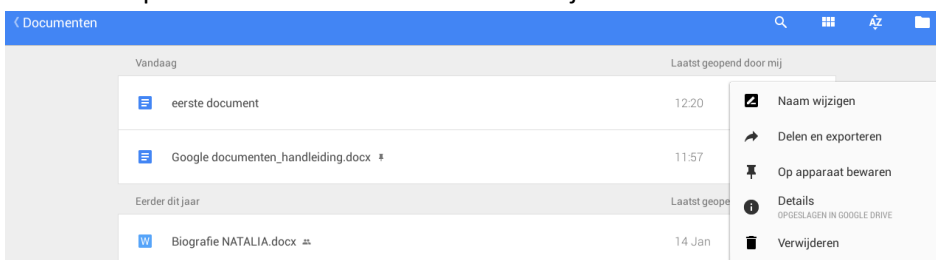 Documenten
Vandaag Laatst geopend door mij
eerste document 12:20
Google documenten_handleiding.docx 11:57
Eerder dit jaar Laatst geope
Biografie NATALIA.docx 14 Jan
Naam wijzigen
Delen en exporteren
Op apparaat bewaren
Details
OPGESLAGEN IN GOOGLE DRIVE
Verwijderen